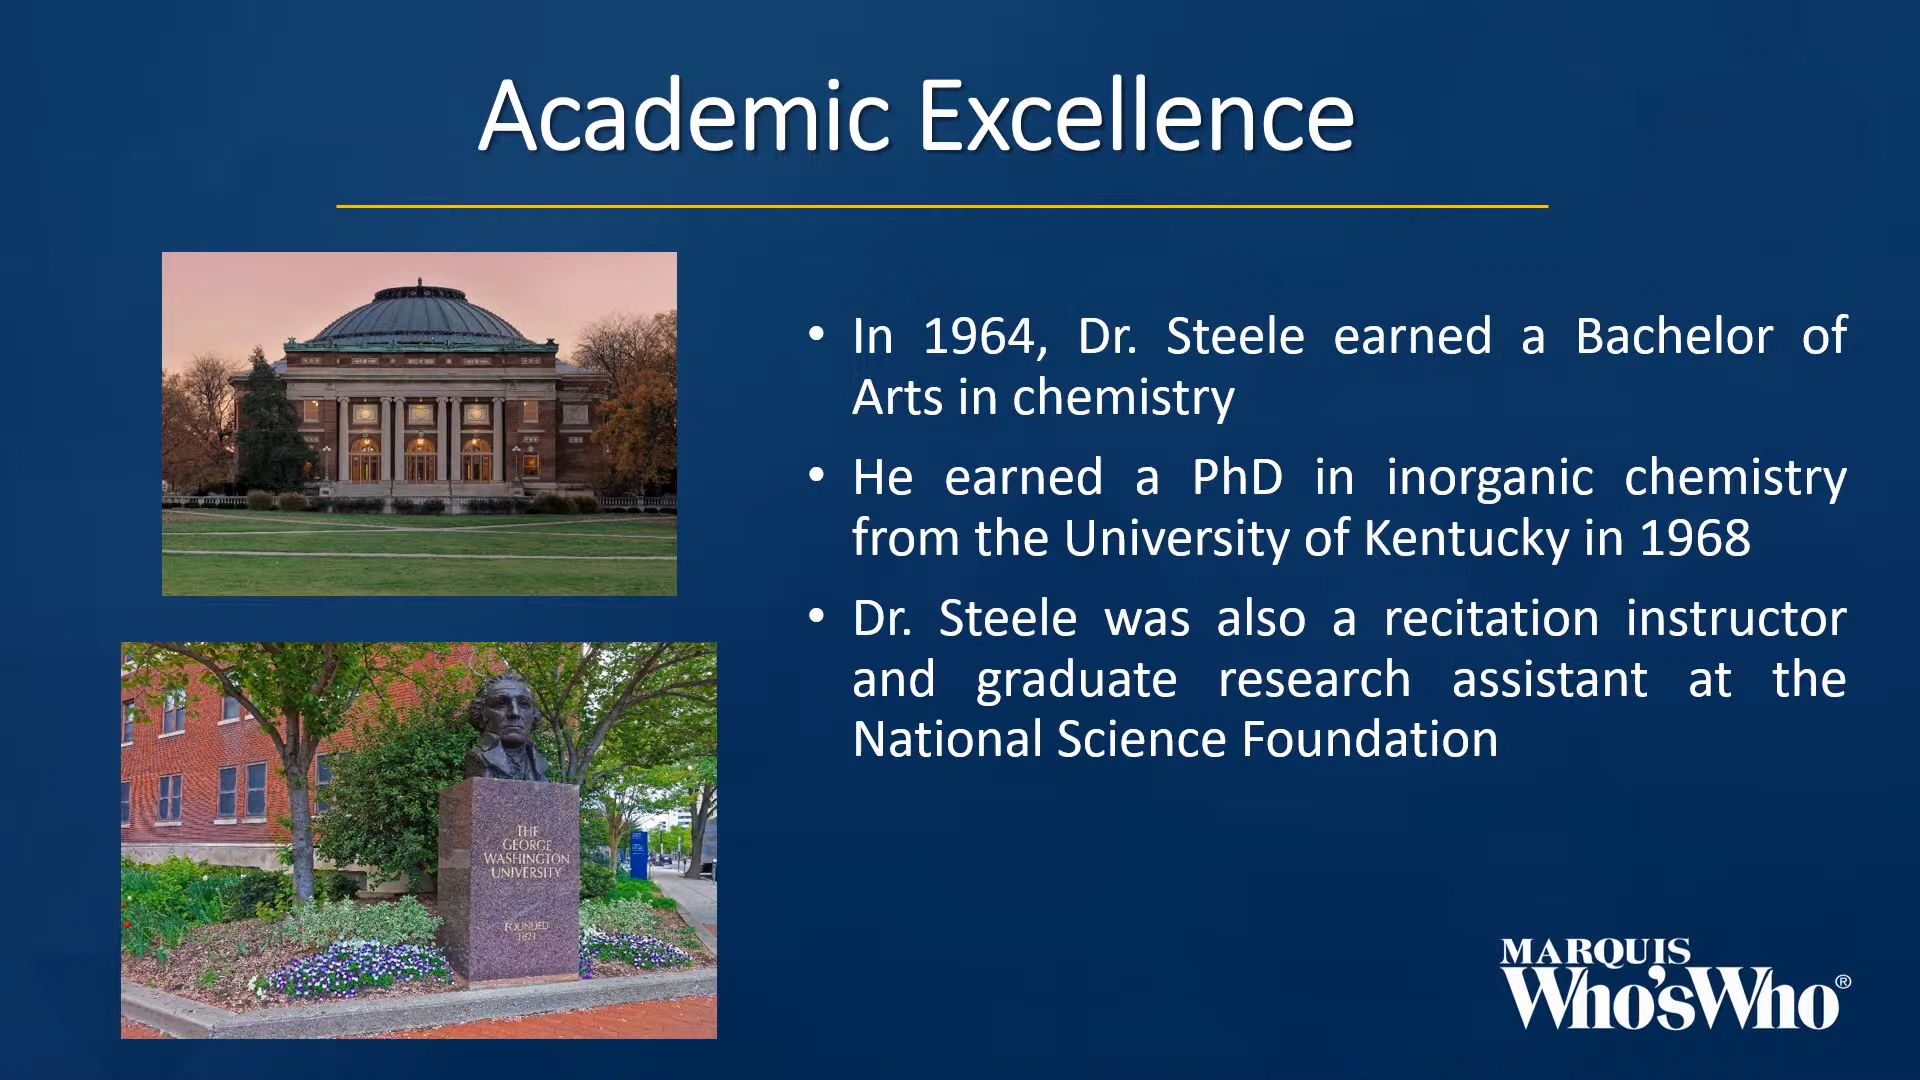 Academic Excellence
• In 1964, Dr. Steele earned a Bachelor of
Arts in chemistry
• He earned a PhD in inorganic chemistry
from the University of Kentucky in 1968
• Dr. Steele was also a recitation instructor
and graduate research assistant at the
National Science Foundation
THE
GEORGE
WASHINGTON
UNIVERSITY
FOUNDED
1821
MARQUIS
Who'sWho®